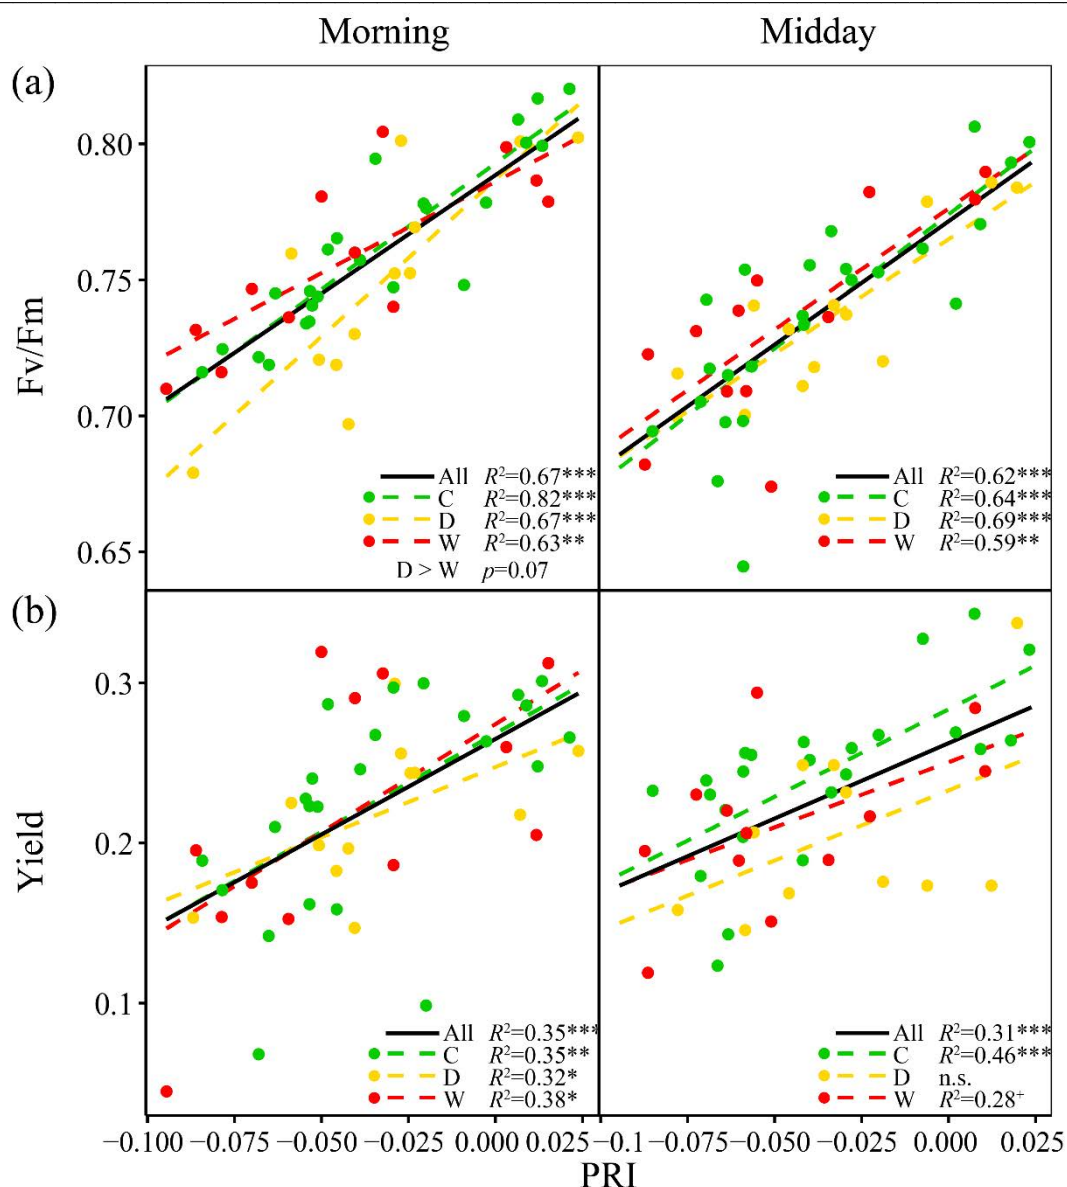 Morning Midday
(a)
Fv/Fm
0.80
0.75
0.70
0.65
All R²=0.67***
C R²=0.82***
D R²=0.67***
W R²=0.63**
D > W p=0.07
All R²=0.62***
C R²=0.64***
D R²=0.69***
W R²=0.59**
(b)
Yield
0.3
0.2
0.1
All R²=0.35***
C R²=0.35**
D R²=0.32*
W R²=0.38*
All R²=0.31***
C R²=0.46***
D n.s.
W R²=0.28⁺
−0.100 −0.075 −0.050 −0.025 0.000 0.025 −0.1 −0.075 −0.050 −0.025 0.000 0.025
PRI